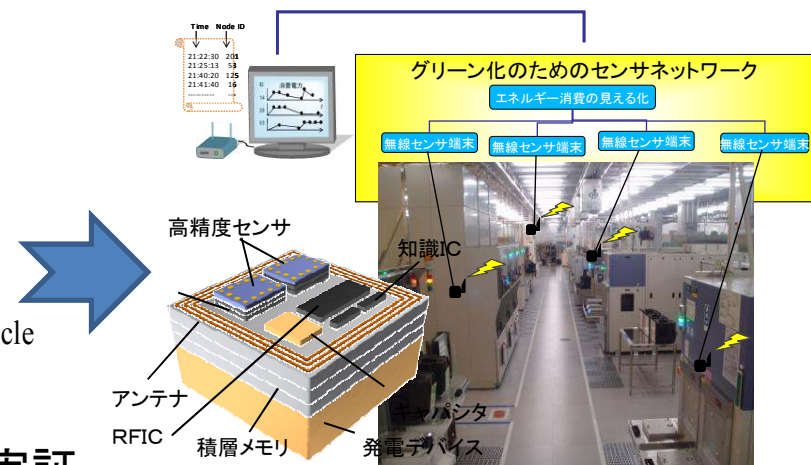 Time Node ID
21:22:30 201
21:25:13 53
21:40:20 125
21:41:40 16
消費電力
グリーン化のためのセンサネットワーク
エネルギー消費の見える化
無線センサ端末
無線センサ端末
無線センサ端末
無線センサ端末
高精度センサ
知識IC
cle
アンテナ
キャパシタ
RFIC
積層メモリ
発電デバイス